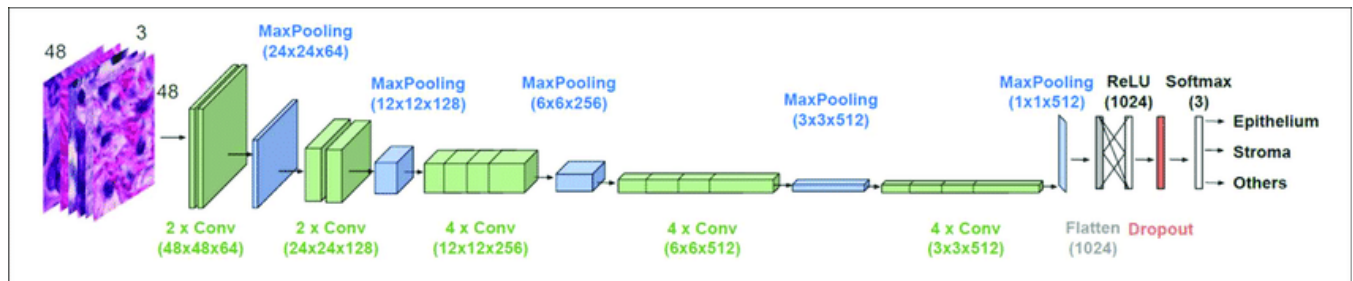 48
3
48
MaxPooling
(24x24x64)
MaxPooling
(12x12x128)
MaxPooling
(6x6x256)
MaxPooling
(3x3x512)
MaxPooling
(1x1x512)
ReLU
(1024)
Softmax
(3)
Epithelium
Stroma
Others
2 x Conv
(48x48x64)
2 x Conv
(24x24x128)
4 x Conv
(12x12x256)
4 x Conv
(6x6x512)
4 x Conv
(3x3x512)
Flatten
(1024)
Dropout